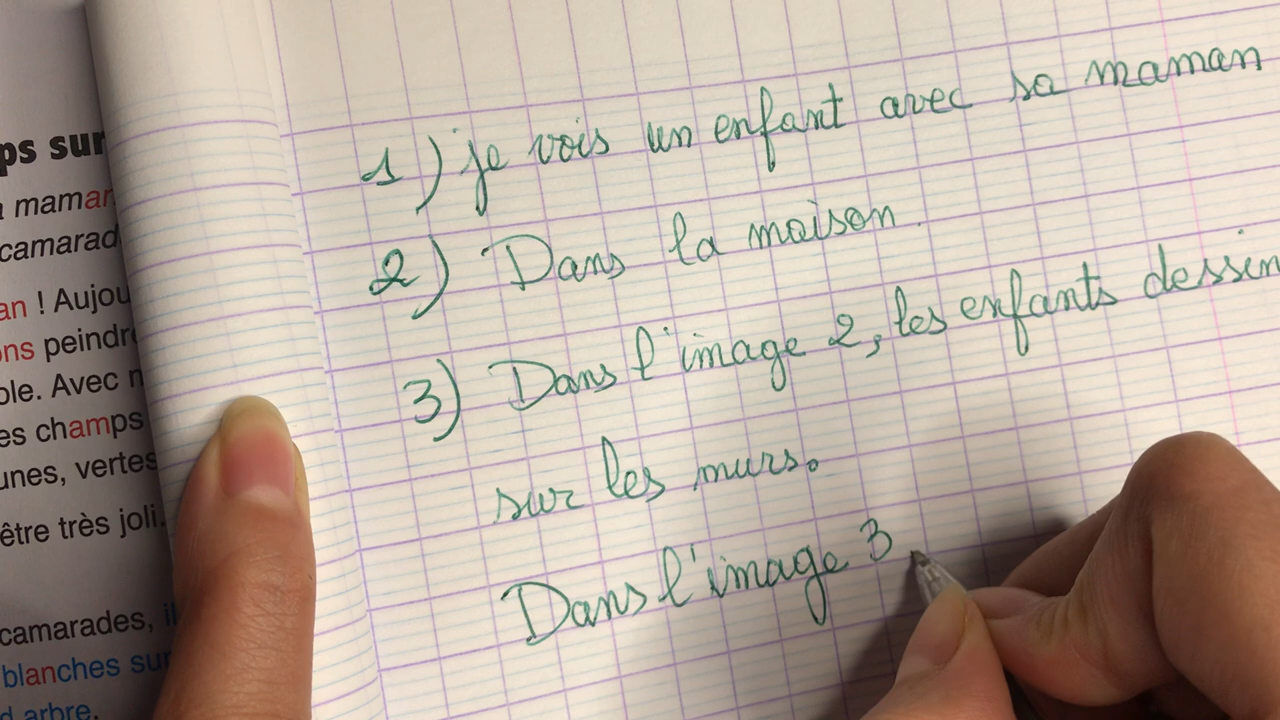 ps sur
maman
camarad
an ! Aujou
ons peindre
ble. Avec
es champs
unes, vertes
être très joli.
camarades, il
blanches sur
d arbre.
1) je vois un enfant avec sa maman
2) Dans la maison.
3) Dans l'image 2, les enfants dessin
sur les murs.
Dans l'image 3